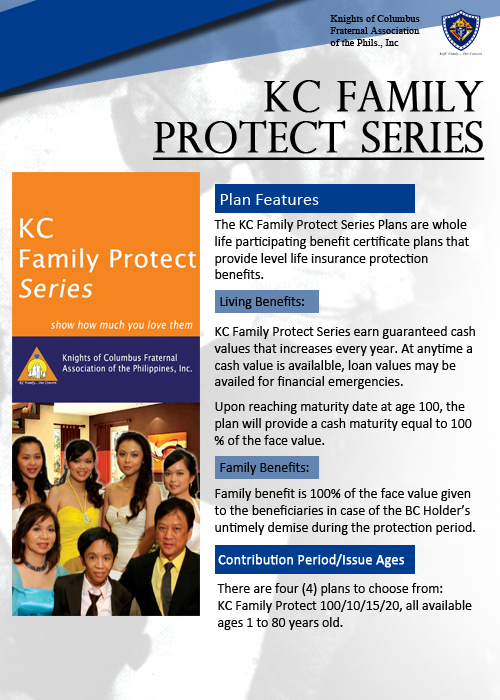 Knights of Columbus
Fraternal Association
of the Phils., Inc
KC FAMILY
PROTECT SERIES
KC
Family Protect
Series
show how much you love them
Knights of Columbus Fraternal
Association of the Philippines, Inc.
Plan Features
The KC Family Protect Series Plans are whole
life participating benefit certificate plans that
provide level life insurance protection
benefits.
Living Benefits:
KC Family Protect Series earn guaranteed cash
values that increases every year. At anytime a
cash value is availalble, loan values may be
availed for financial emergencies.
Upon reaching maturity date at age 100, the
plan will provide a cash maturity equal to 100
% of the face value.
Family Benefits:
Family benefit is 100% of the face value given
to the beneficiaries in case of the BC Holder's
untimely demise during the protection period.
Contribution Period/Issue Ages
There are four (4) plans to choose from:
KC Family Protect 100/10/15/20, all available
ages 1 to 80 years old.